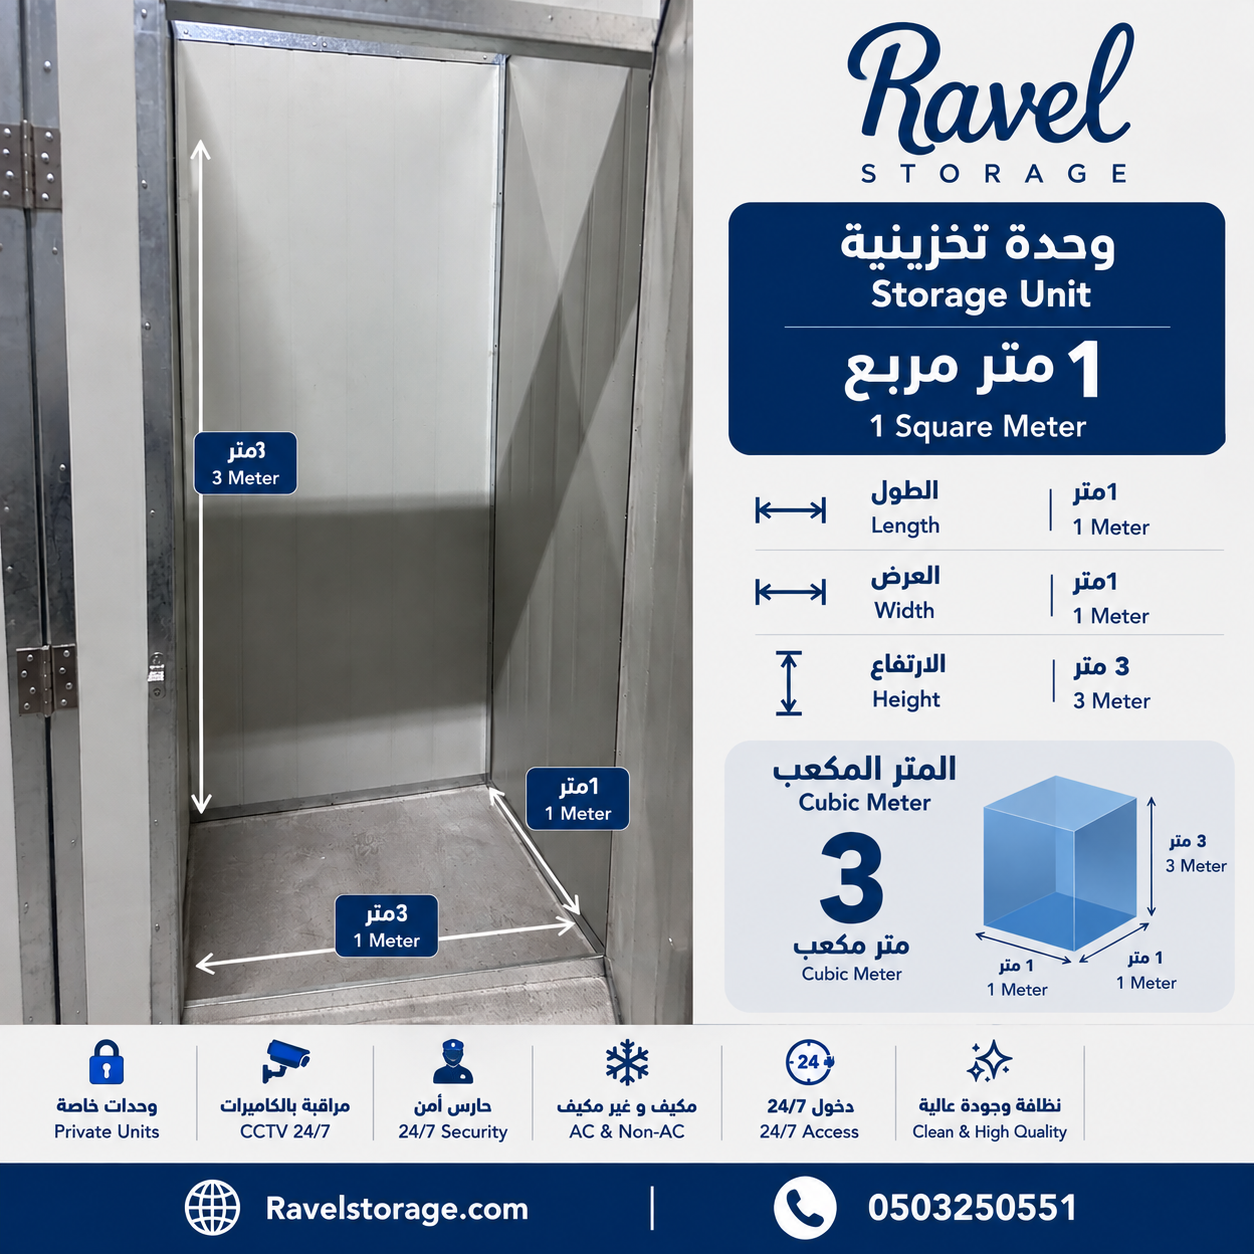 Ravel
STORAGE
وحدة تخزينية
Storage Unit
1 متر مربع
1 Square Meter
الطول
Length
1متر
1 Meter
العرض
Width
1متر
1 Meter
الارتفاع
Height
3 متر
3 Meter
المتر المكعب
Cubic Meter
3
متر مكعب
Cubic Meter
3 متر
3 Meter
1 متر
1 Meter
1 متر
1 Meter
3متر
3 Meter
1متر
1 Meter
3متر
1 Meter
وحدات خاصة
Private Units
مراقبة بالكاميرات
CCTV 24/7
حارس أمن
24/7 Security
مكيف و غير مكيف
AC & Non-AC
24
دخول 24/7
24/7 Access
نظافة وجودة عالية
Clean & High Quality
Ravelstorage.com
0503250551